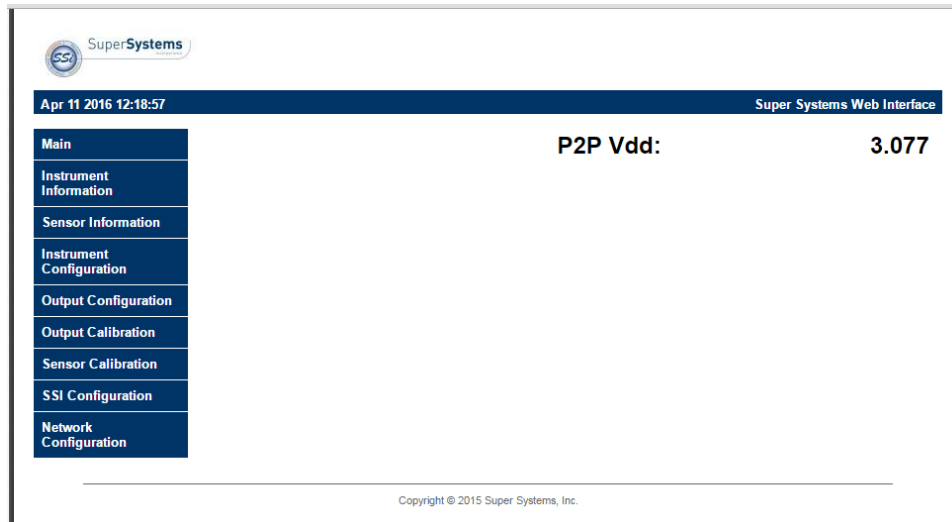 SSi SuperSystems
Apr 11 2016 12:18:57 Super Systems Web Interface
Main
Instrument
Information
Sensor Information
Instrument
Configuration
Output Configuration
Output Calibration
Sensor Calibration
SSI Configuration
Network
Configuration
P2P Vdd: 3.077
Copyright © 2015 Super Systems, Inc.